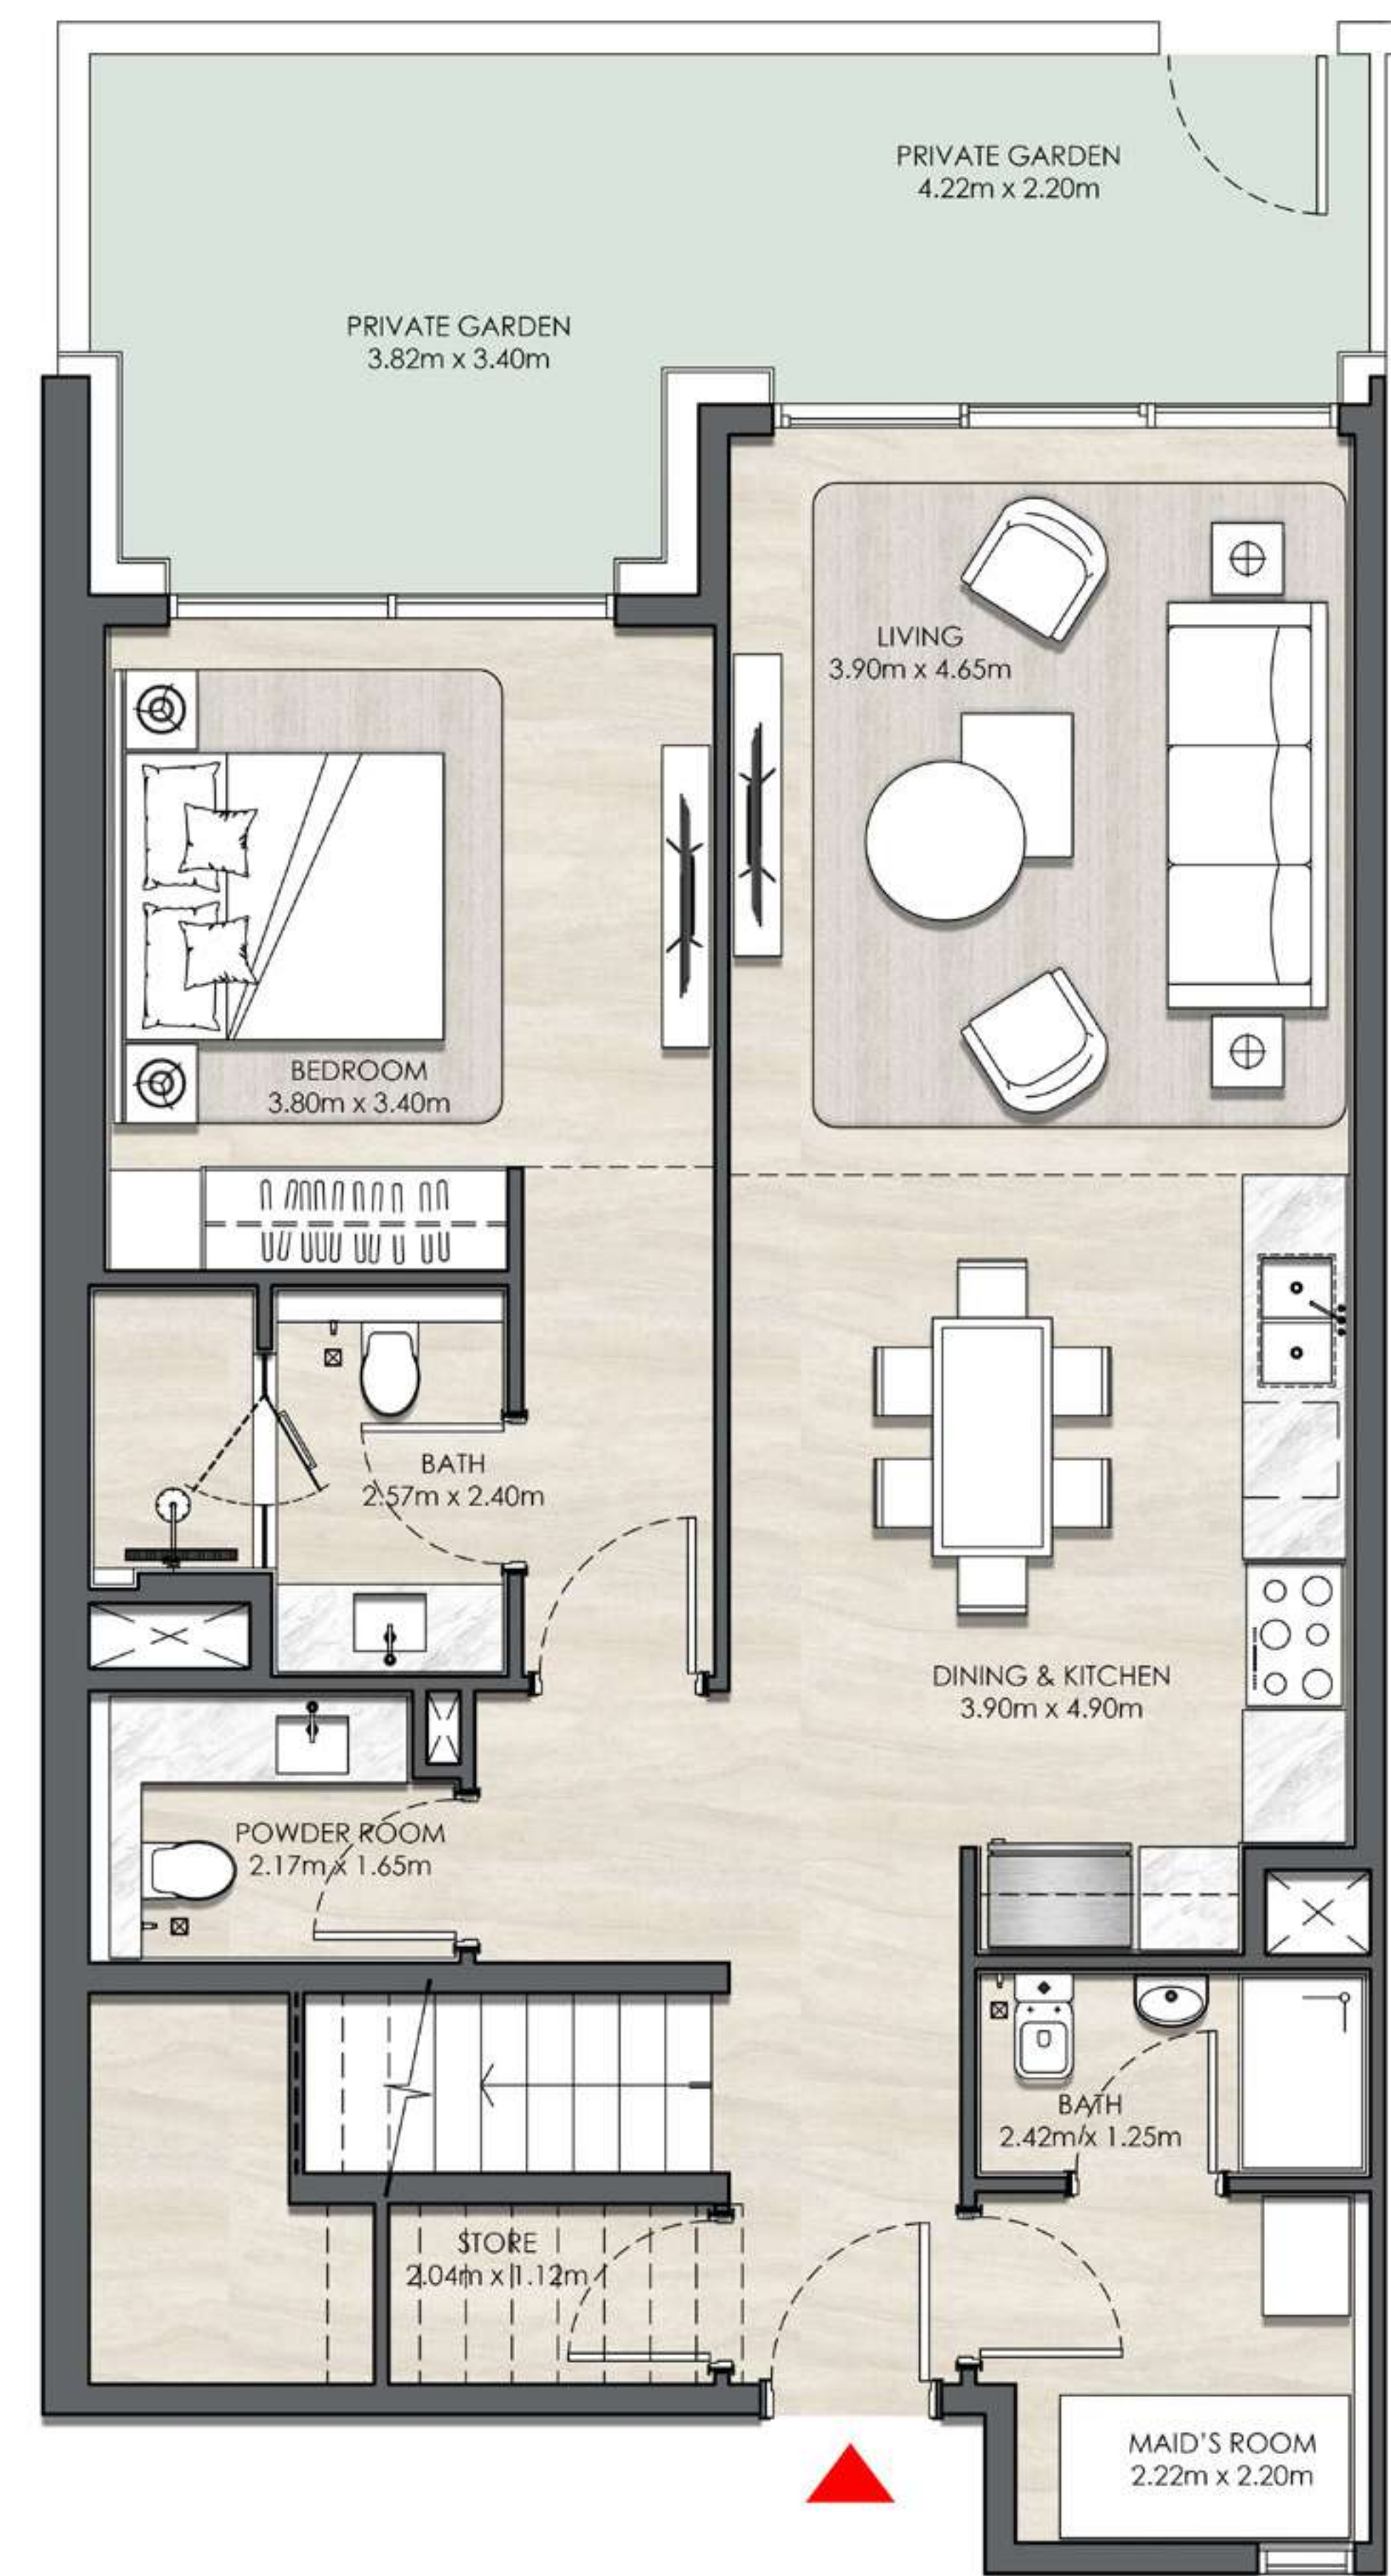 PRIVATE GARDEN
4.22m x 2.20m
PRIVATE GARDEN
3.82m x 3.40m
LIVING
3.90m x 4.65m
BEDROOM
3.80m x 3.40m
BATH
2.57m x 2.40m
DINING & KITCHEN
3.90m x 4.90m
POWDER ROOM
2.17m x 1.65m
BATH
2.42m x 1.25m
STORE
2.04m x 1.12m
MAID'S ROOM
2.22m x 2.20m